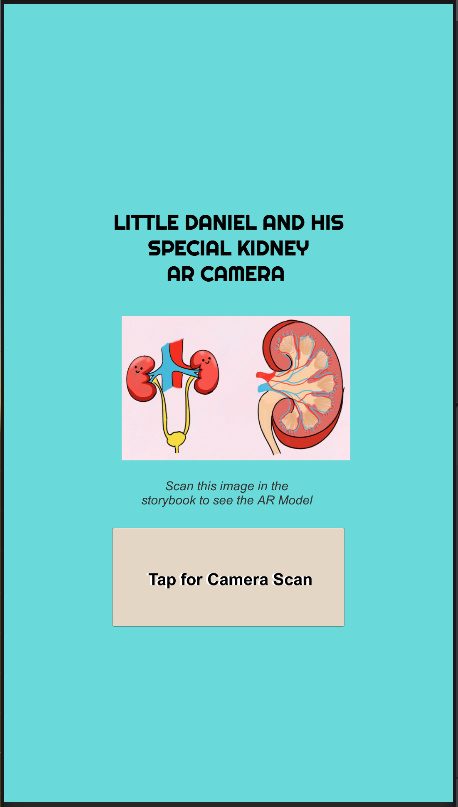 LITTLE DANIEL AND HIS
SPECIAL KIDNEY
AR CAMERA
Scan this image in the
storybook to see the AR Model
Tap for Camera Scan